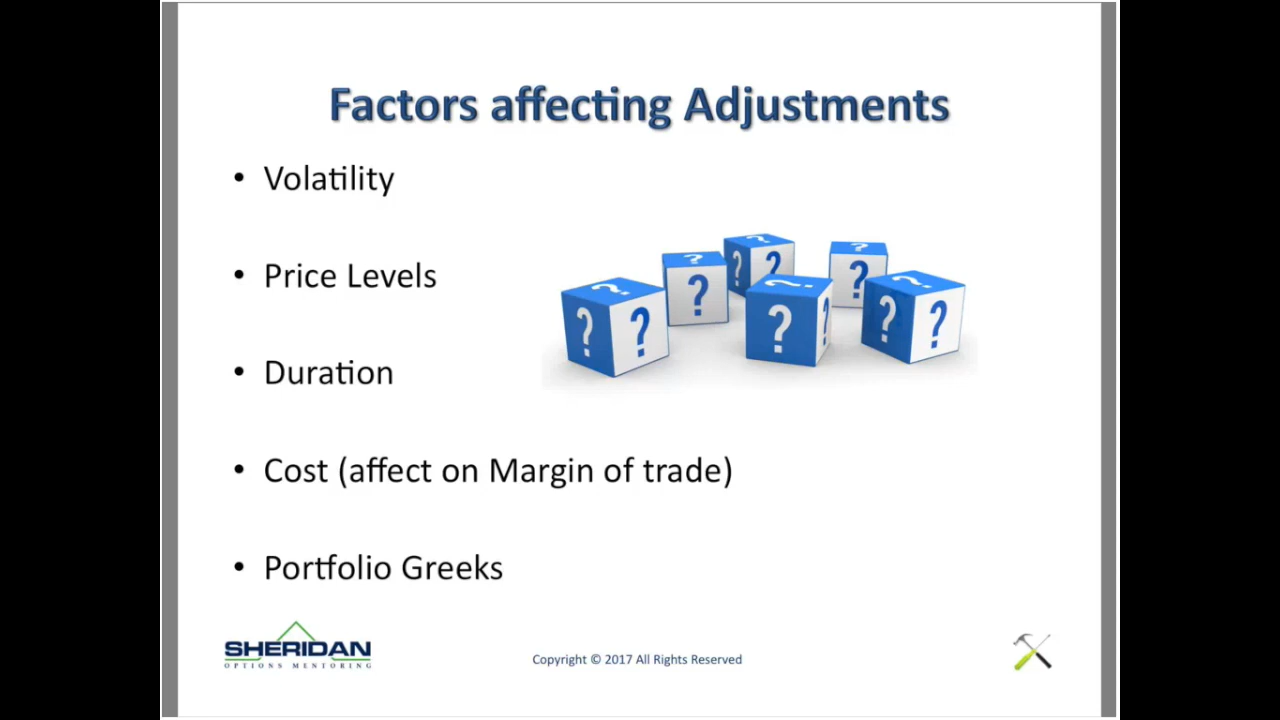 Factors affecting Adjustments
• Volatility
• Price Levels
• Duration
• Cost (affect on Margin of trade)
• Portfolio Greeks
? ? ? ? ? ? ? ? ? ? ? ? ? ? ?
SHERIDAN
OPTIONS MENTORING
Copyright © 2017 All Rights Reserved